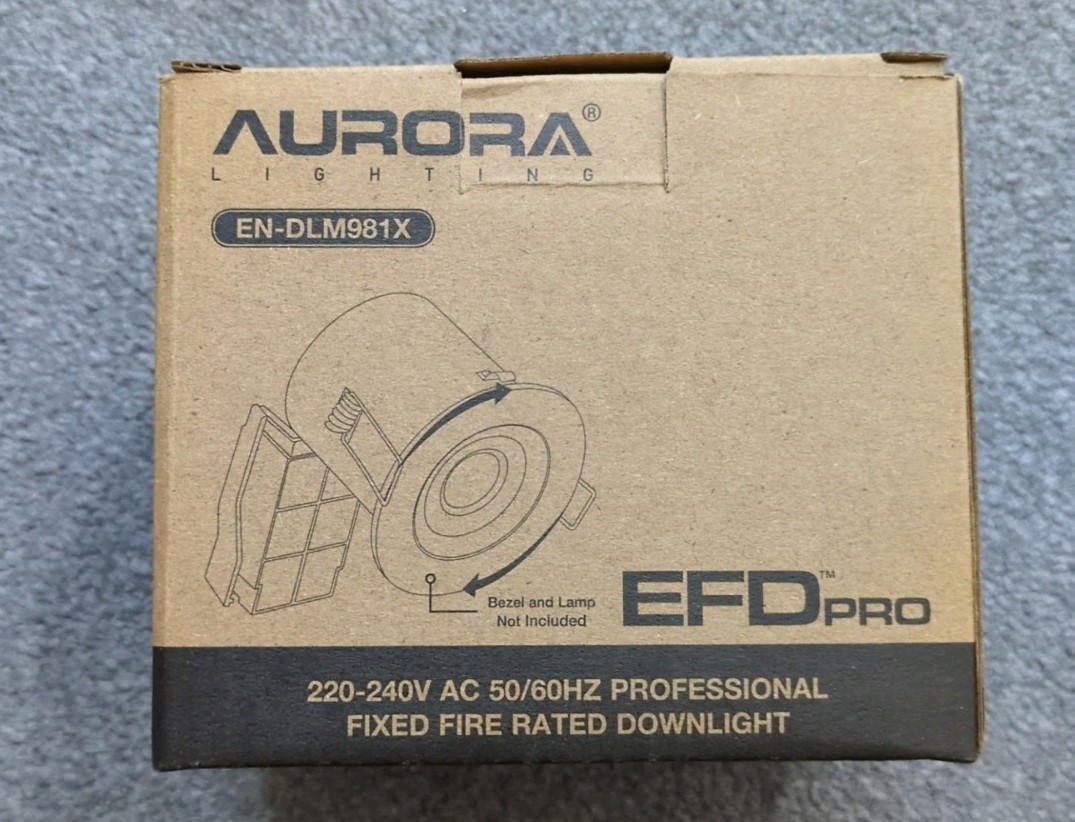 AURORA®
LIGHTING
EN-DLM981X
Bezel and Lamp
Not Included
EFD™PRO
220-240V AC 50/60HZ PROFESSIONAL
FIXED FIRE RATED DOWNLIGHT